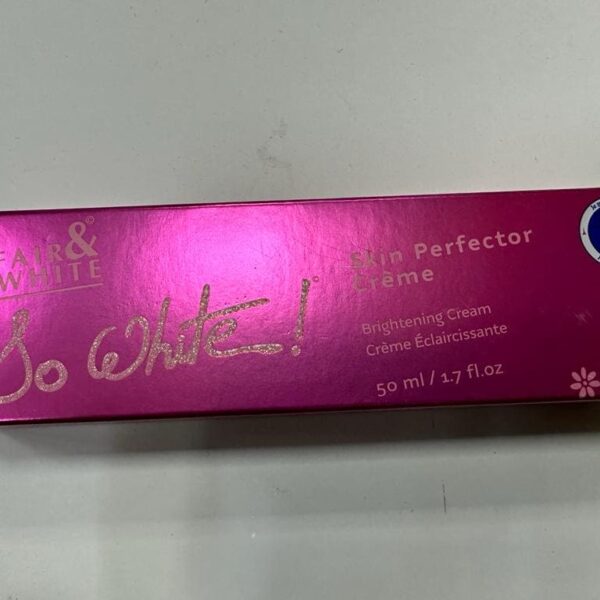 FAIR &
WHITE
So White!
Skin Perfector
Crème
Brightening Cream
Crème Éclaircissante
50 ml / 1.7 fl.oz